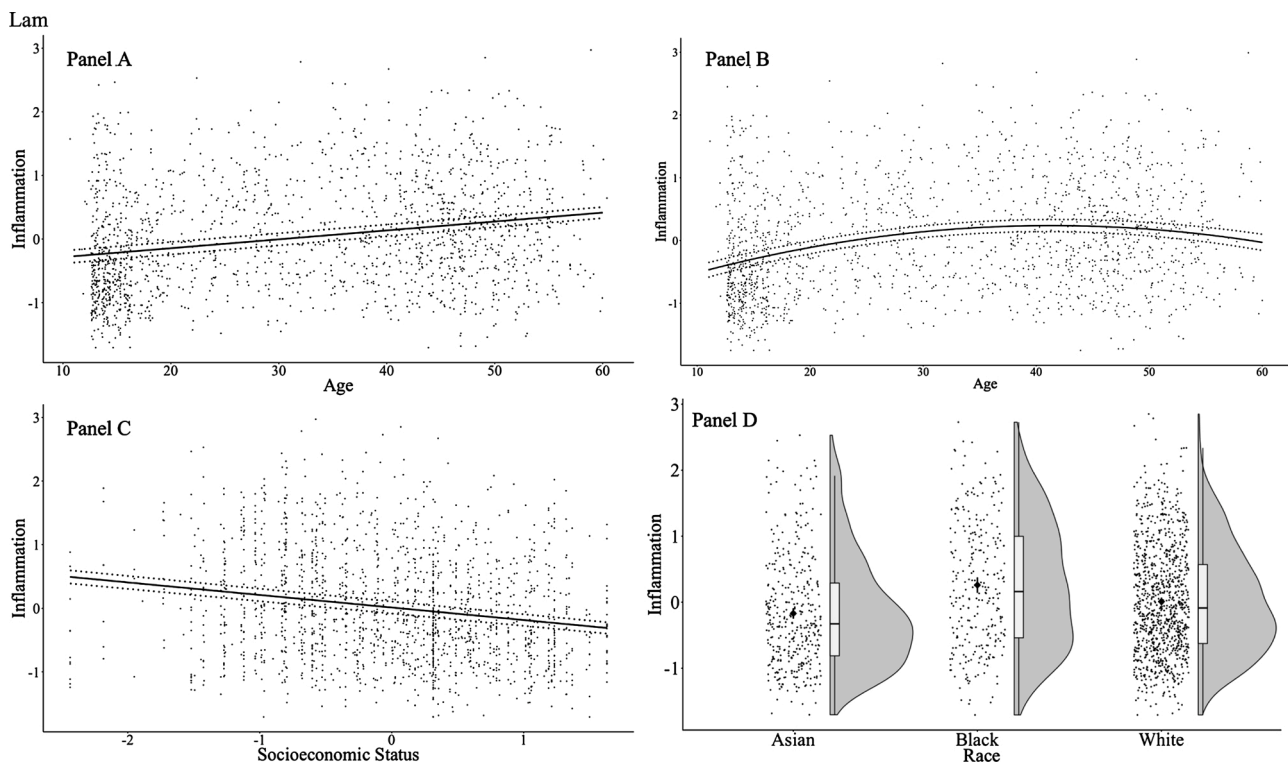 Lam
Panel A
3
2
1
0
-1
Inflammation
10 20 30 40 50 60
Age
Panel B
3
2
1
0
-1
Inflammation
10 20 30 40 50 60
Age
Panel C
3
2
1
0
-1
Inflammation
-2 -1 0 1
Socioeconomic Status
Panel D
3
2
1
0
-1
Inflammation
Asian Black White
Race